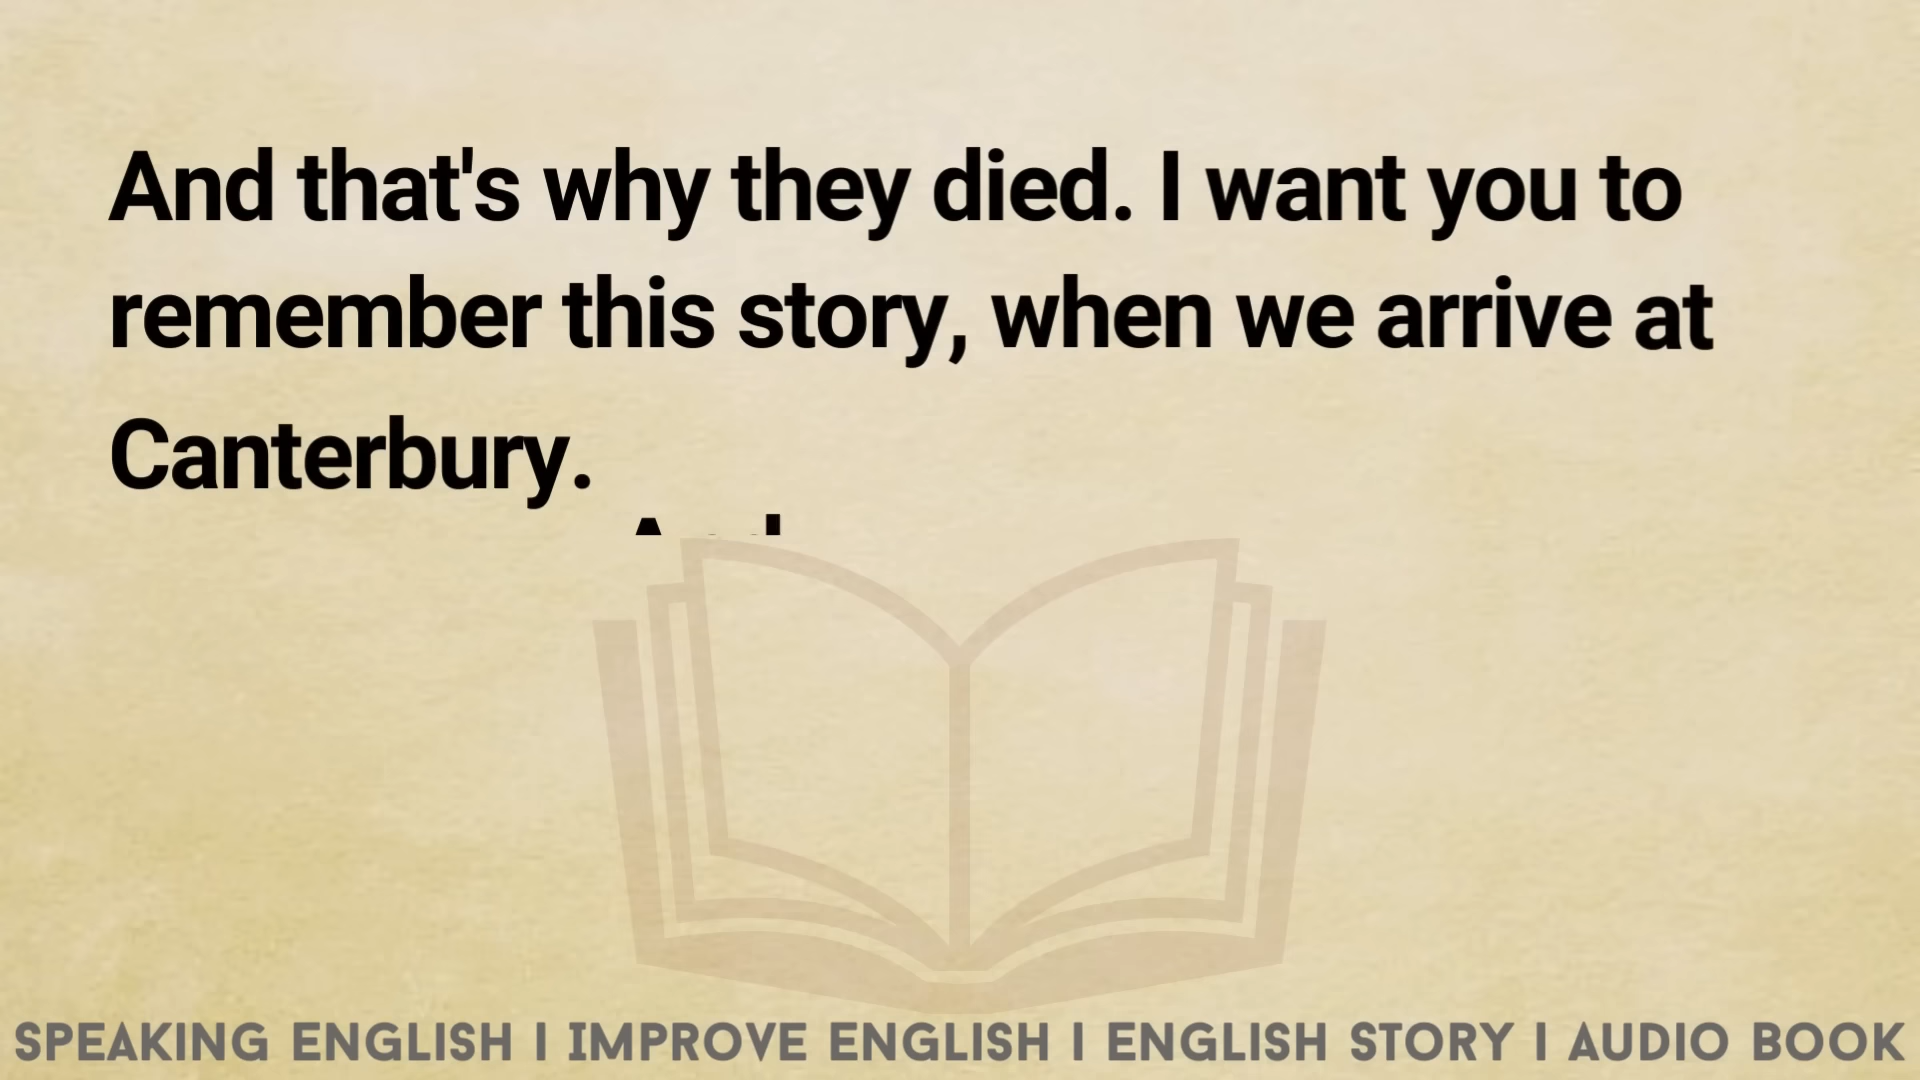 And that's why they died. I want you to
remember this story, when we arrive at
Canterbury.
SPEAKING ENGLISH I IMPROVE ENGLISH I ENGLISH STORY I AUDIO BOOK